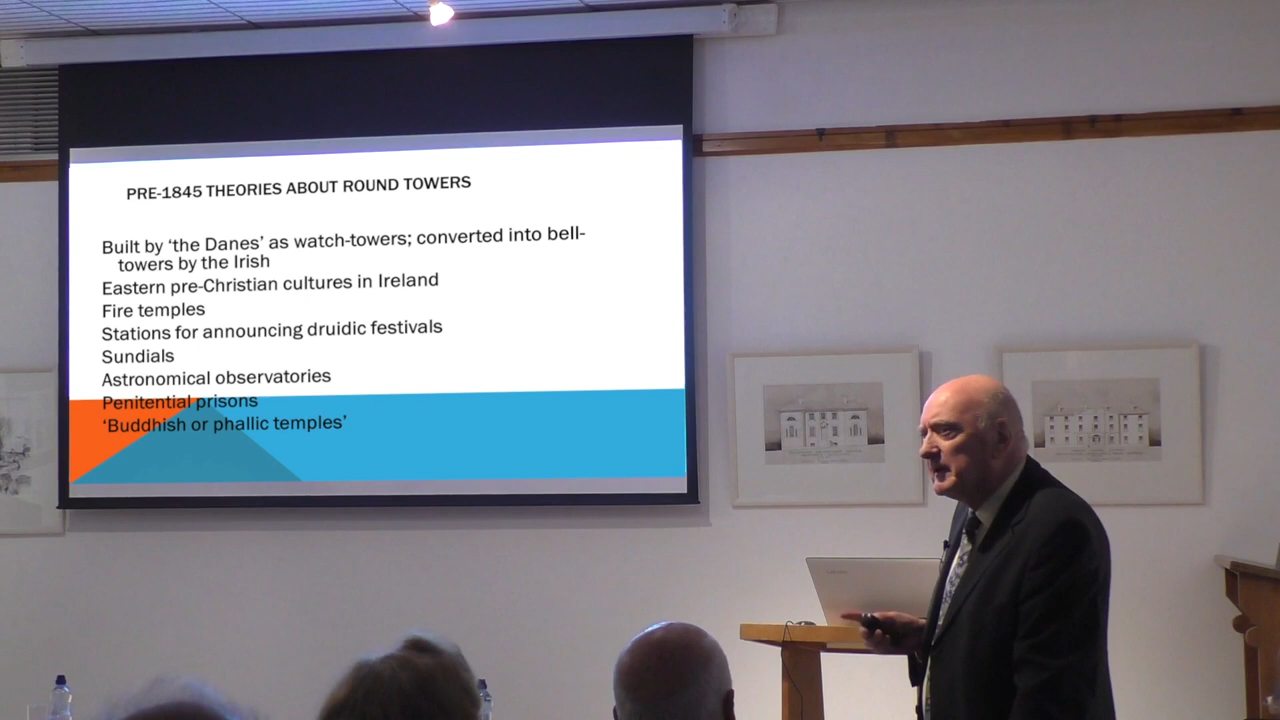 PRE-1845 THEORIES ABOUT ROUND TOWERS
Built by ‘the Danes’ as watch-towers; converted into bell-
towers by the Irish
Eastern pre-Christian cultures in Ireland
Fire temples
Stations for announcing druidic festivals
Sundials
Astronomical observatories
Penitential prisons
‘Buddhish or phallic temples’